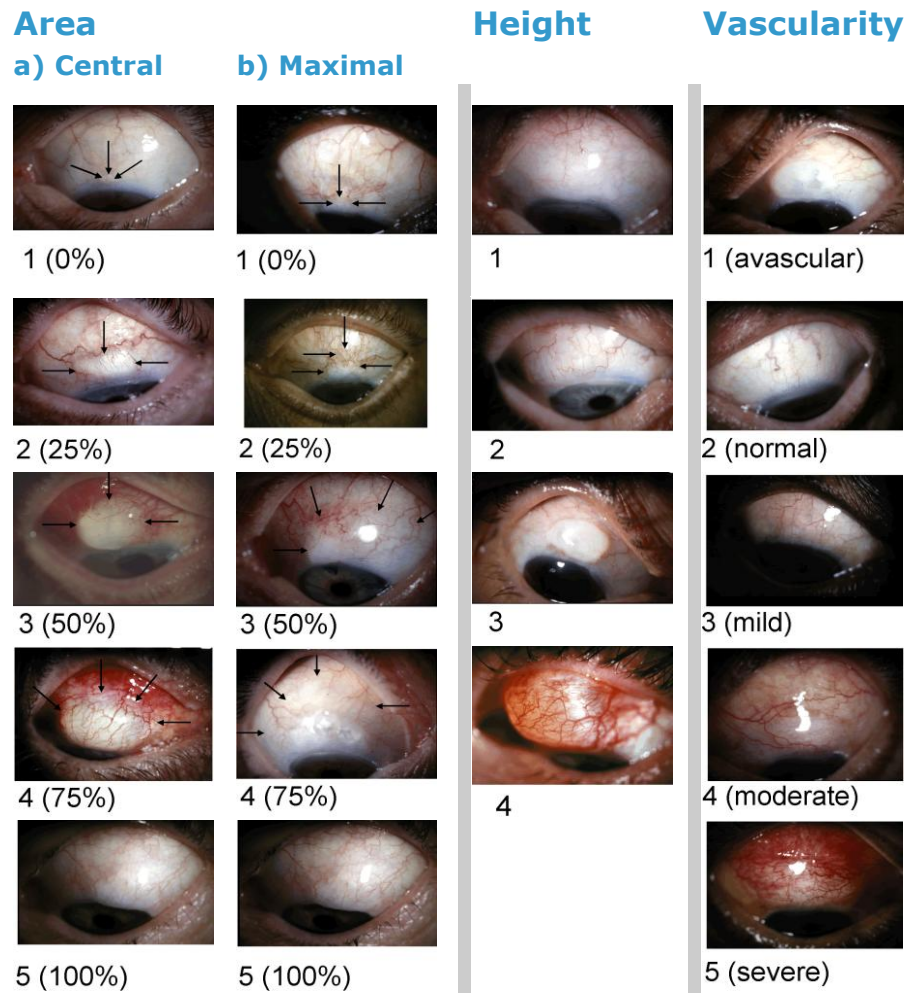 Area Height Vascularity
a) Central b) Maximal
1 (0%) 1 (0%) 1 1 (avascular)
2 (25%) 2 (25%) 2 2 (normal)
3 (50%) 3 (50%) 3 3 (mild)
4 (75%) 4 (75%) 4 4 (moderate)
5 (100%) 5 (100%) 5 (severe)